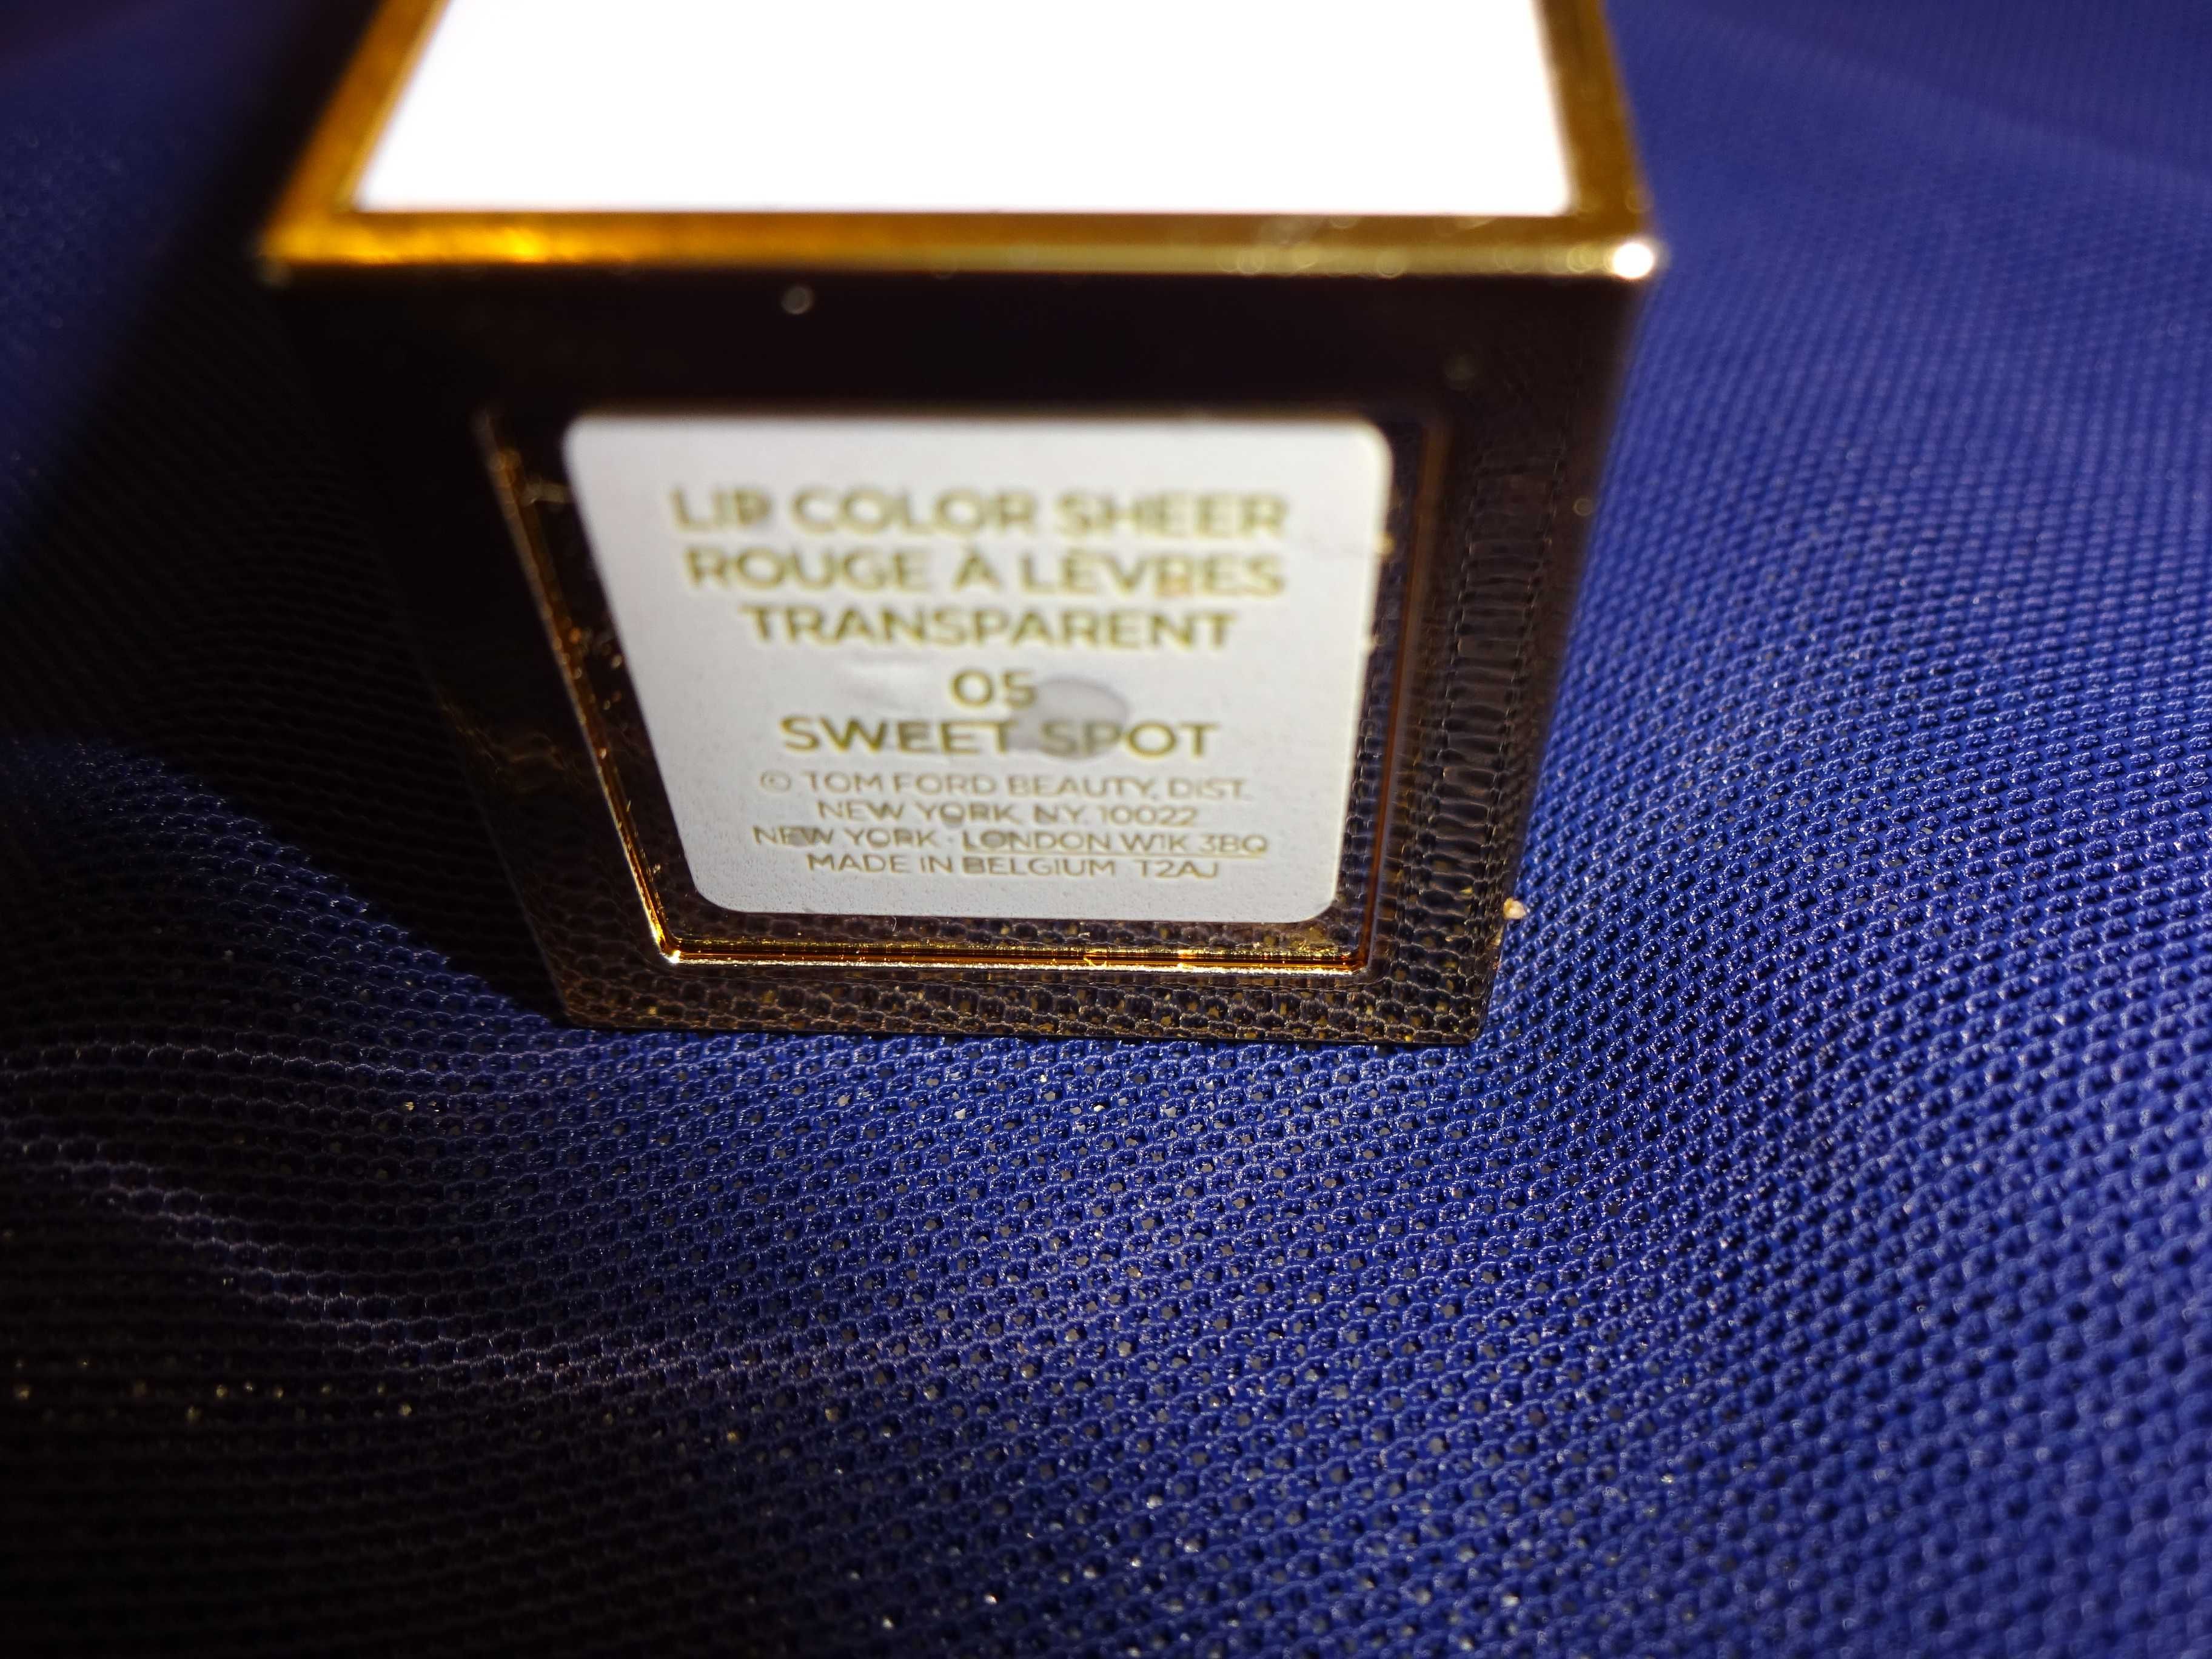 LIP COLOR SHEER
ROUGE À LÈVRES
TRANSPARENT
05
SWEET SPOT
© TOM FORD BEAUTY, DIST.
NEW YORK, N.Y. 10022
NEW YORK · LONDON W1K 3BQ
MADE IN BELGIUM T2AJ